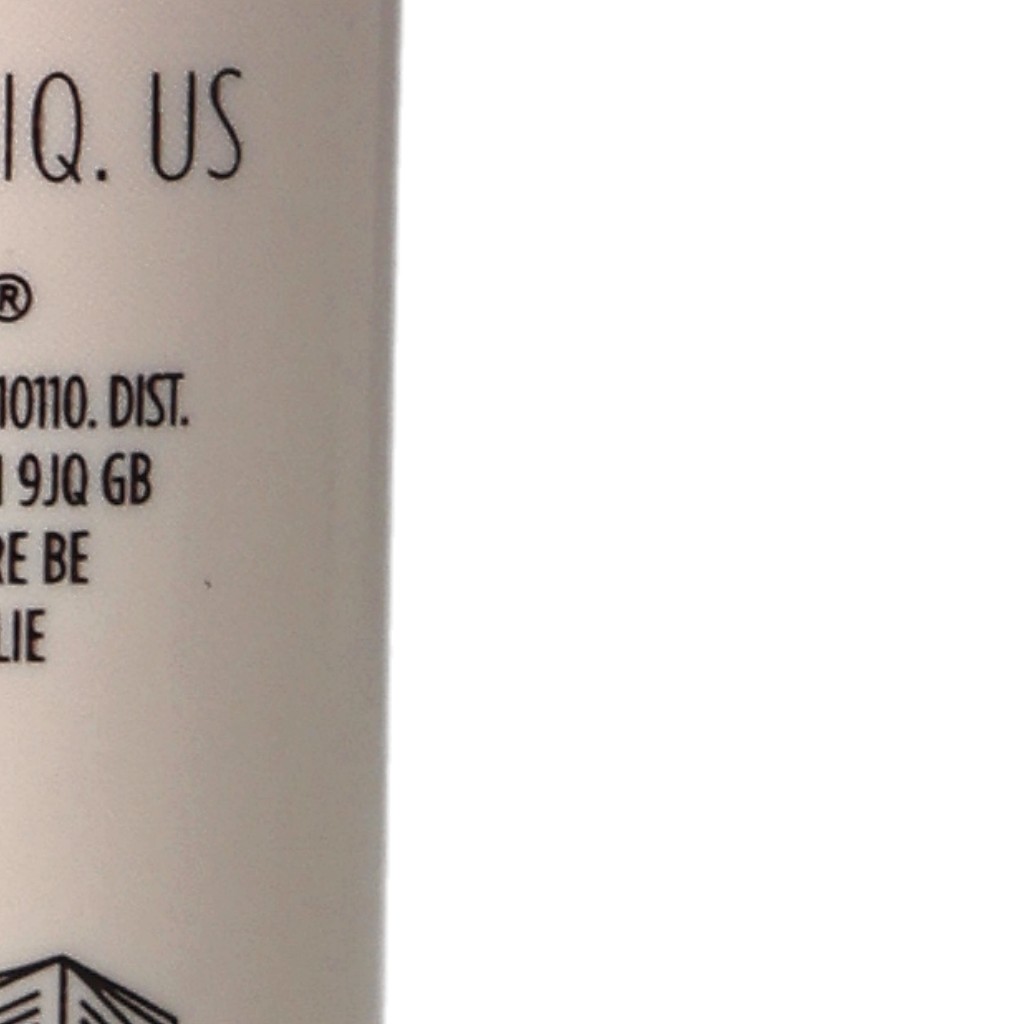 IQ. US
®
10110. DIST.
9JQ GB
RE BE
LIE